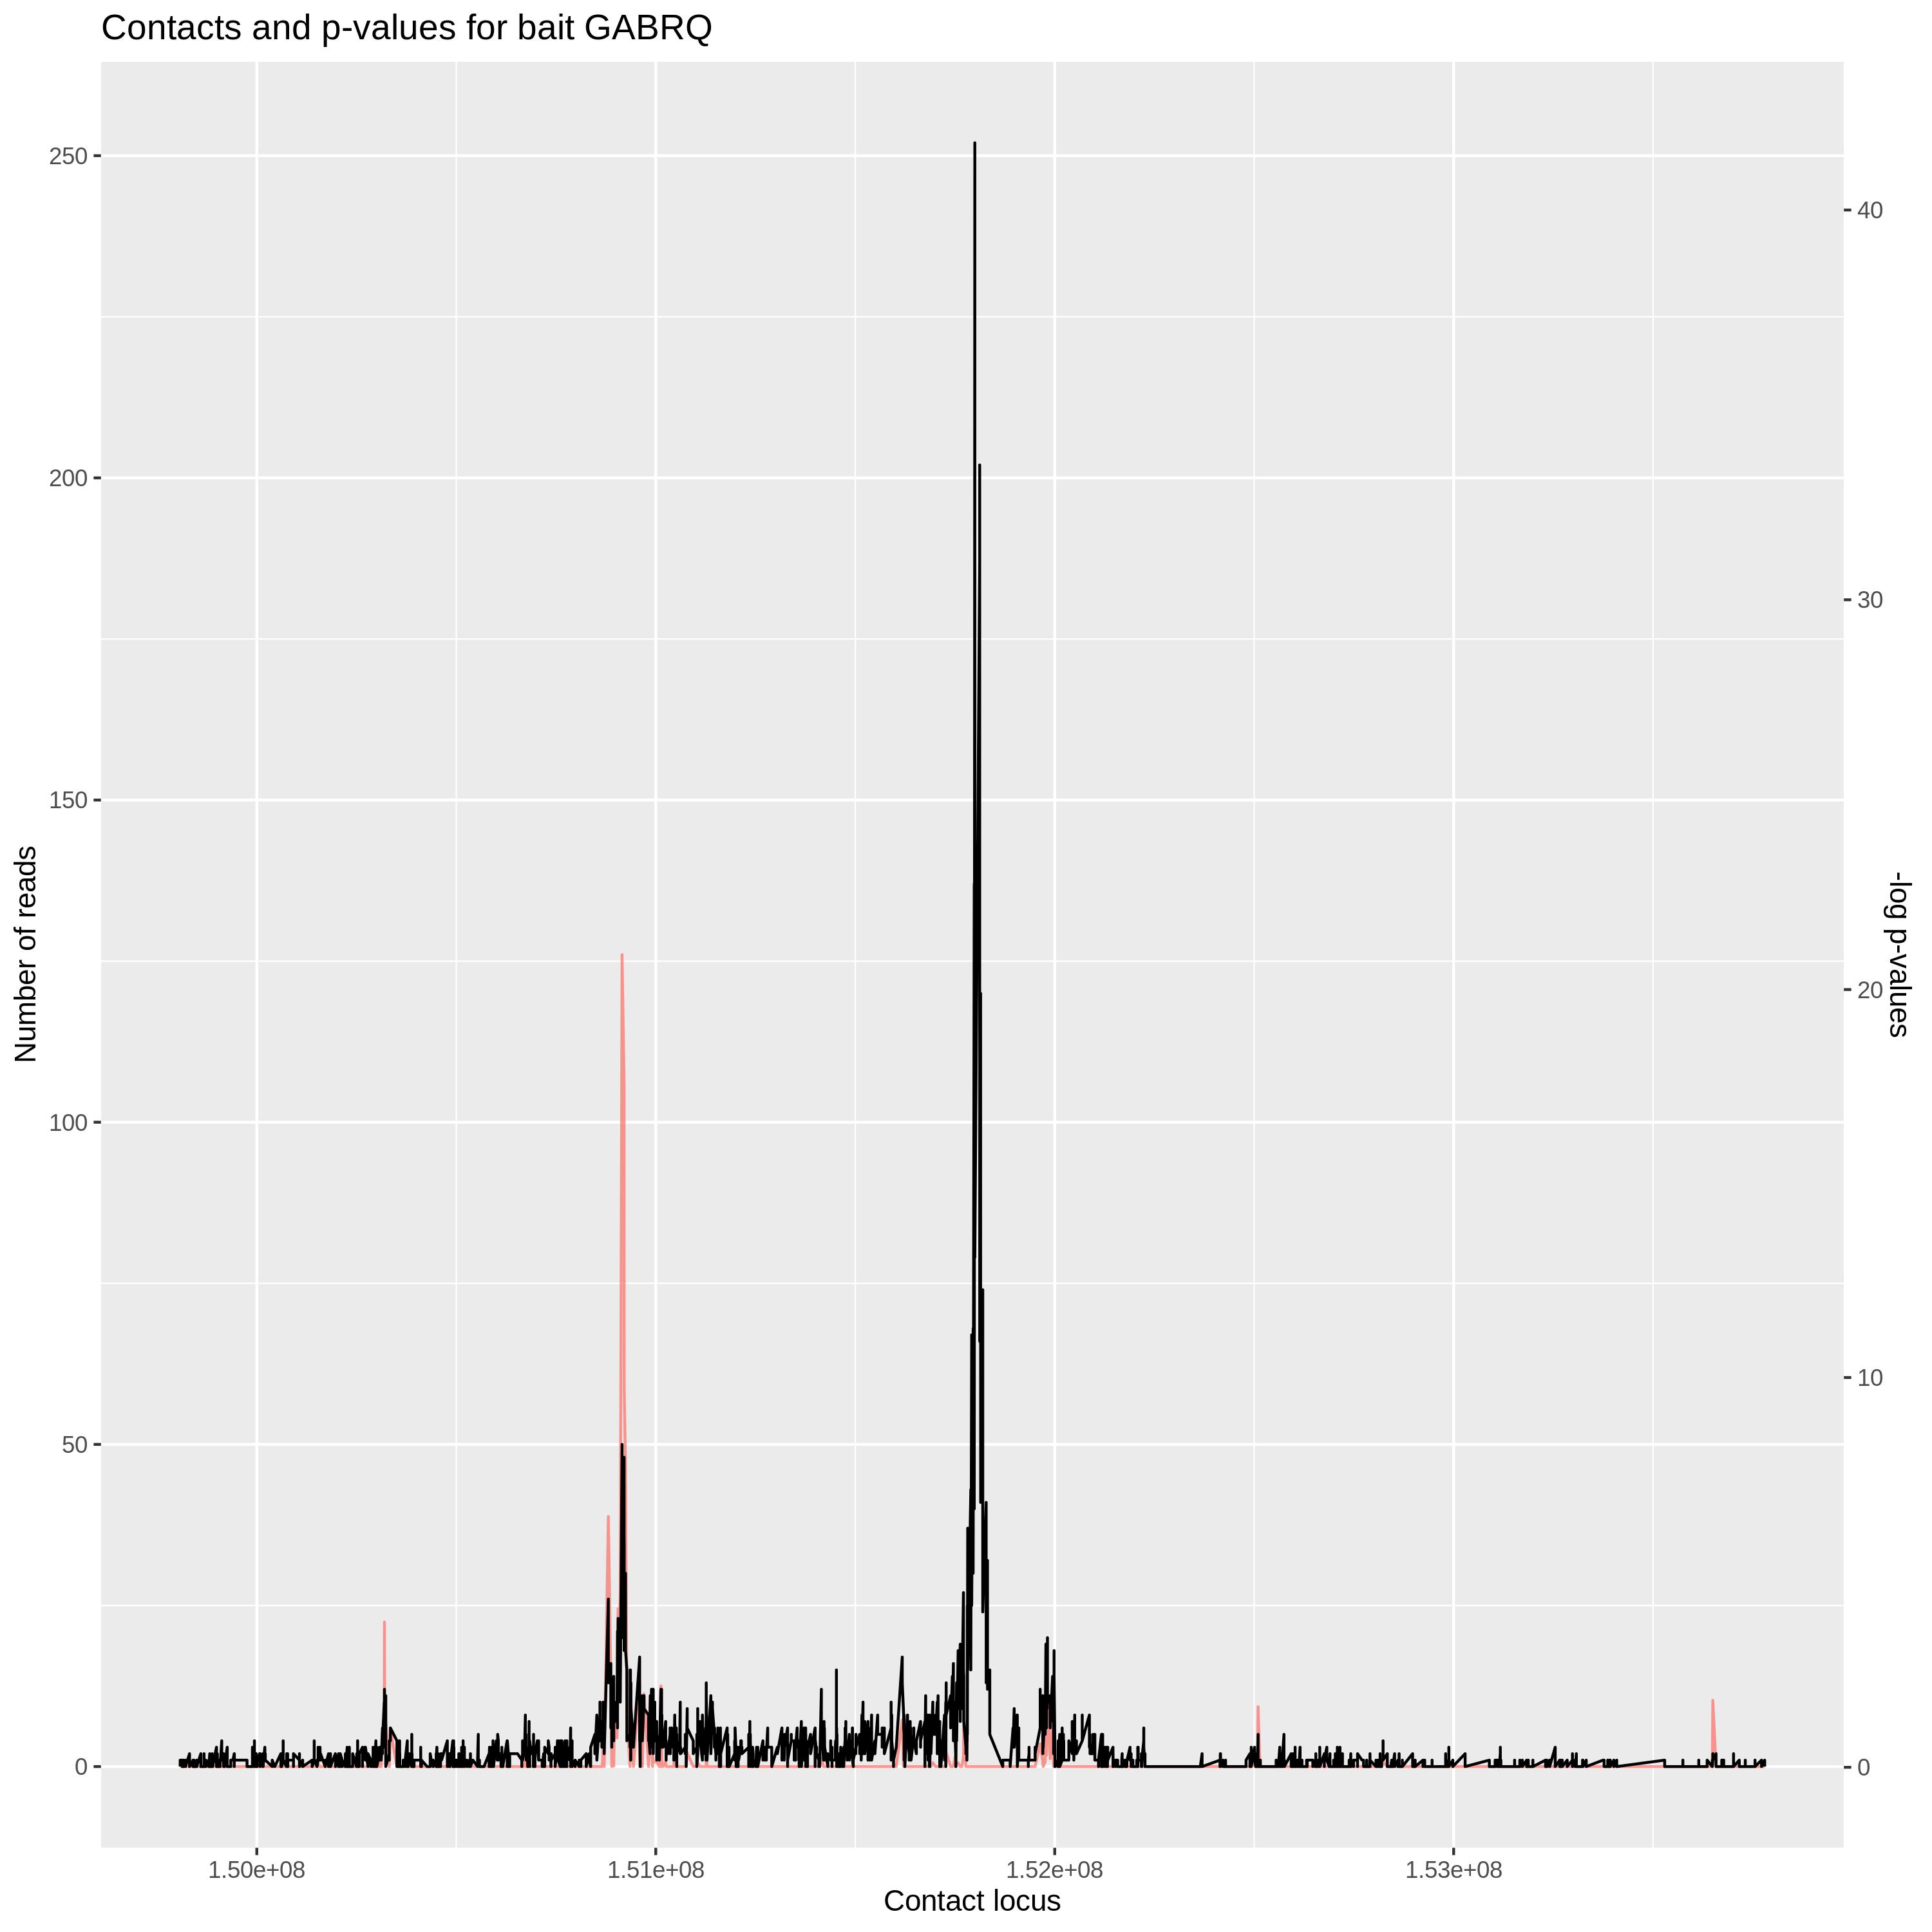 Contacts and p-values for bait GABRQ
250
200
150
100
50
0
Number of reads
40
30
20
10
0
-log p-values
1.50e+08 1.51e+08 1.52e+08 1.53e+08
Contact locus